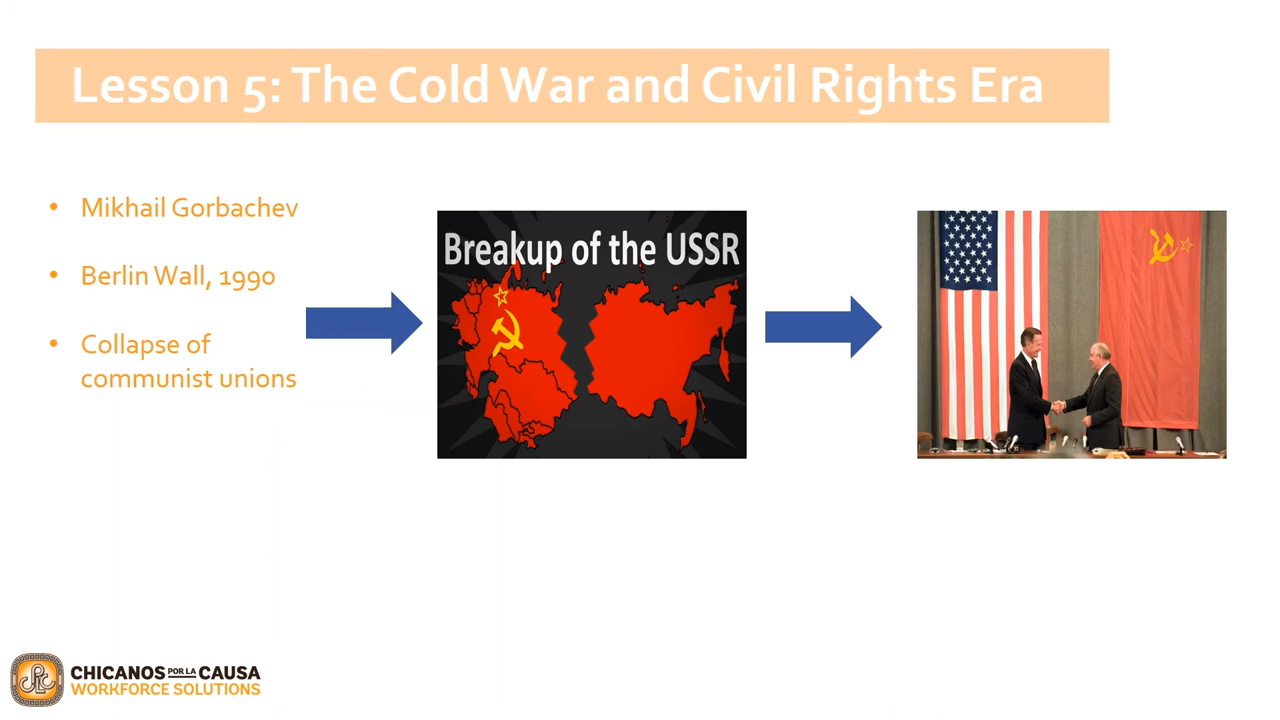 Lesson 5: The Cold War and Civil Rights Era
• Mikhail Gorbachev
• Berlin Wall, 1990
• Collapse of
communist unions
Breakup of the USSR
CHICANOS POR LA CAUSA
WORKFORCE SOLUTIONS